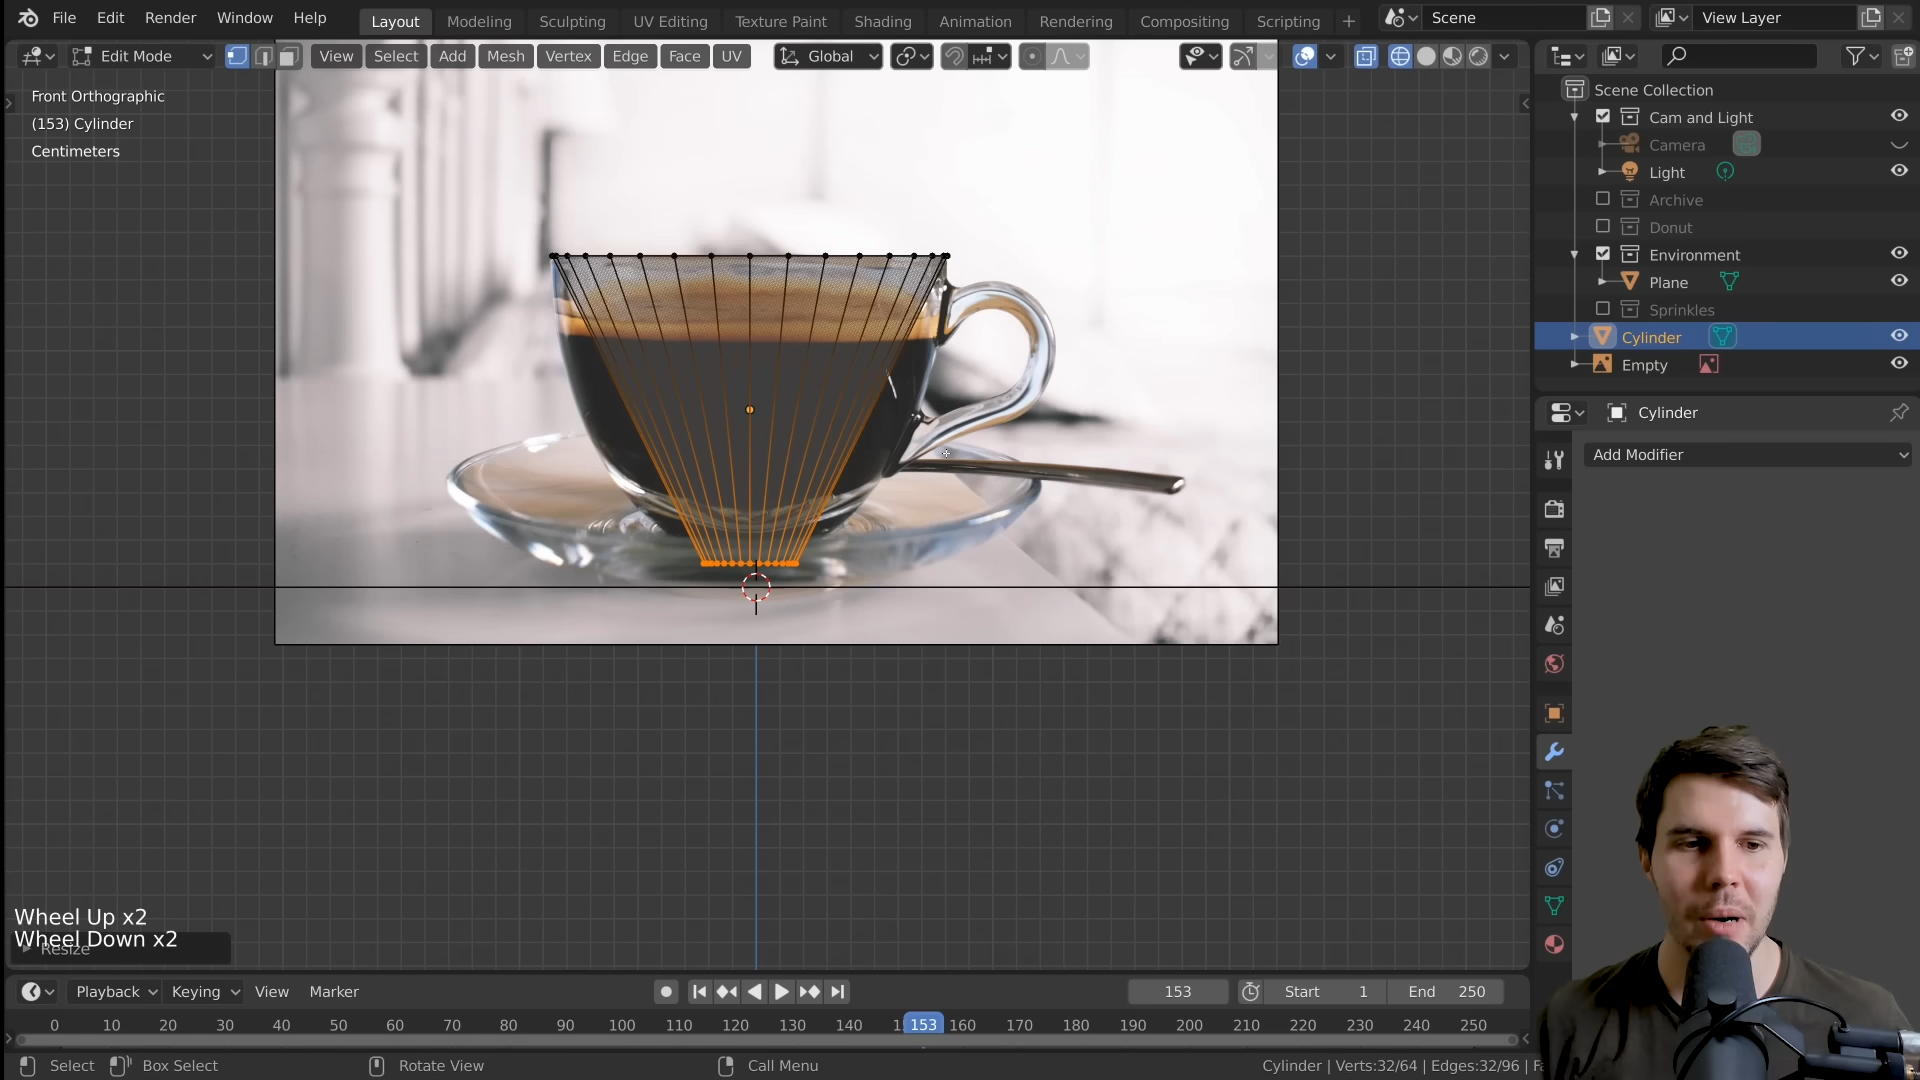 File Edit Render Window Help
Layout Modeling Sculpting UV Editing Texture Paint Shading Animation Rendering Compositing Scripting +
Scene
View Layer
Edit Mode
View Select Add Mesh Vertex Edge Face UV
Global
Front Orthographic
(153) Cylinder
Centimeters
Scene Collection
Cam and Light
Camera
Light
Archive
Donut
Environment
Plane
Sprinkles
Cylinder
Empty
Cylinder
Add Modifier
Wheel Up x2
Wheel Down x2
Resize
Playback Keying View Marker
153
Start 1
End 250
0 10 20 30 40 50 60 70 80 90 100 110 120 130 140 153 160 170 180 190 200 210 220 230 240 250
Select Box Select Rotate View Call Menu
Cylinder | Verts:32/64 | Edges:32/96 |